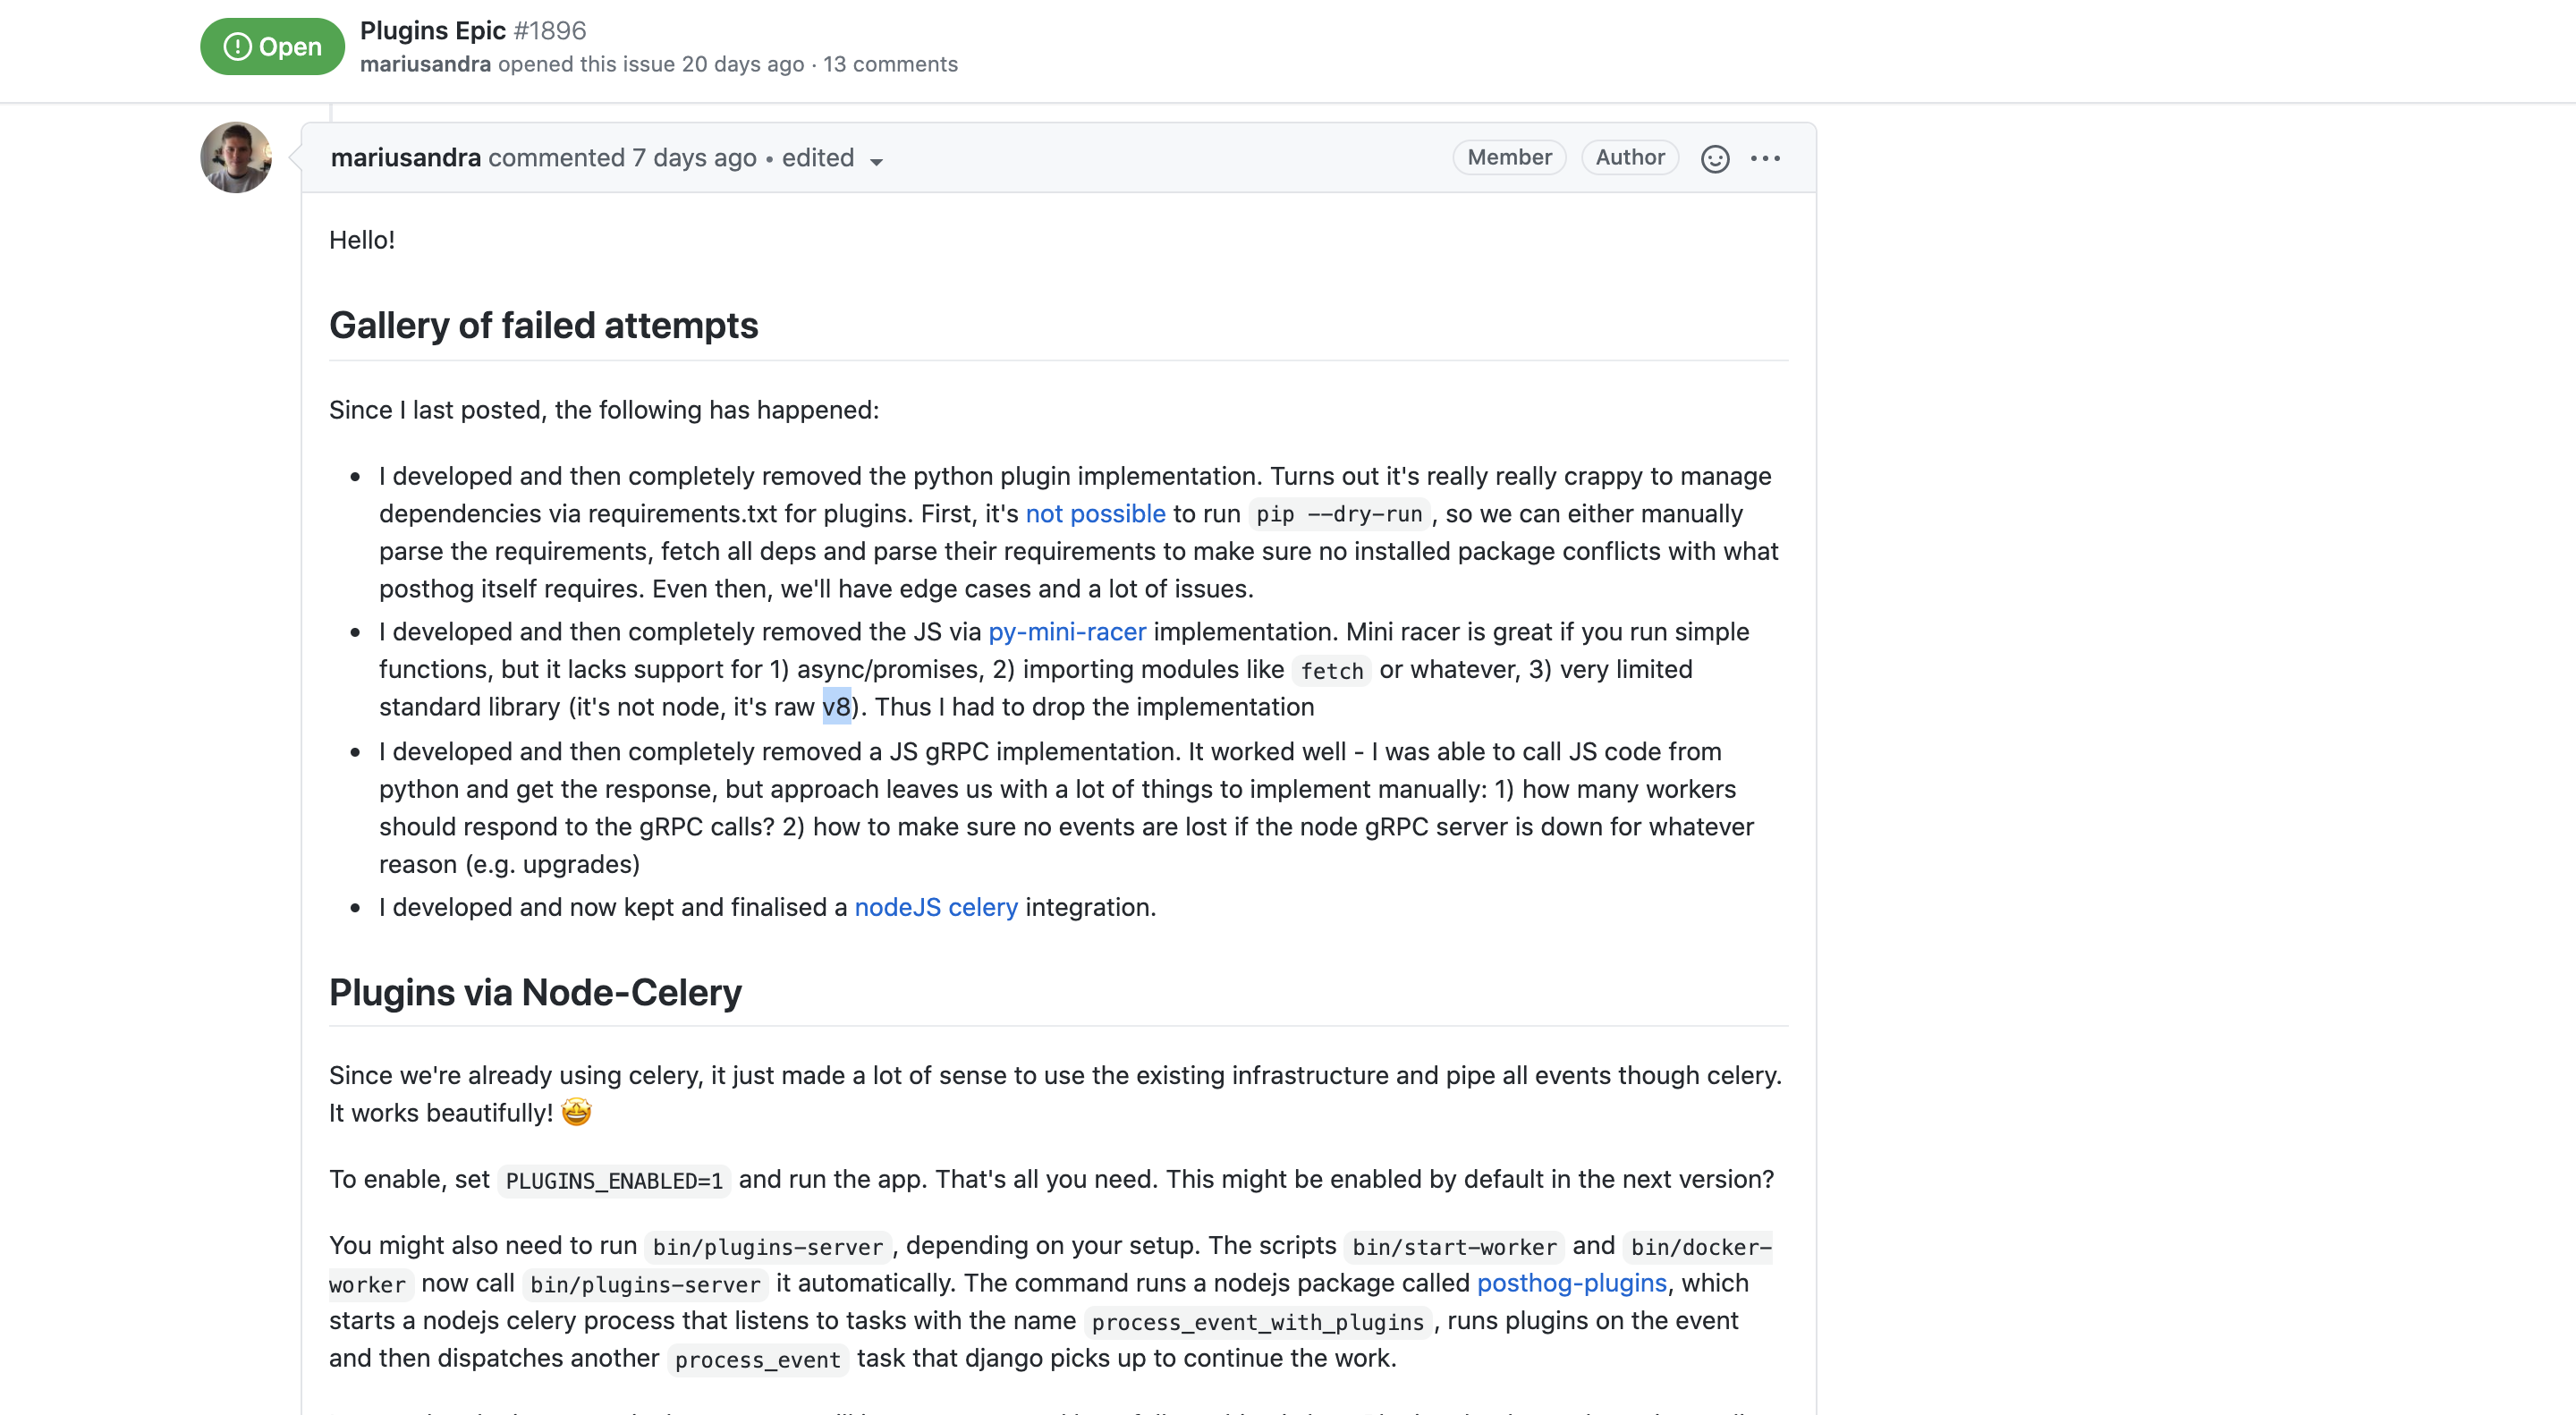 Open
Plugins Epic #1896
mariusandra opened this issue 20 days ago · 13 comments
mariusandra commented 7 days ago • edited
Member
Author
Hello!
Gallery of failed attempts
Since I last posted, the following has happened:
• I developed and then completely removed the python plugin implementation. Turns out it's really really crappy to manage
dependencies via requirements.txt for plugins. First, it's not possible to run pip --dry-run, so we can either manually
parse the requirements, fetch all deps and parse their requirements to make sure no installed package conflicts with what
posthog itself requires. Even then, we'll have edge cases and a lot of issues.
• I developed and then completely removed the JS via py-mini-racer implementation. Mini racer is great if you run simple
functions, but it lacks support for 1) async/promises, 2) importing modules like fetch or whatever, 3) very limited
standard library (it's not node, it's raw v8). Thus I had to drop the implementation
• I developed and then completely removed a JS gRPC implementation. It worked well - I was able to call JS code from
python and get the response, but approach leaves us with a lot of things to implement manually: 1) how many workers
should respond to the gRPC calls? 2) how to make sure no events are lost if the node gRPC server is down for whatever
reason (e.g. upgrades)
• I developed and now kept and finalised a nodeJS celery integration.
Plugins via Node-Celery
Since we're already using celery, it just made a lot of sense to use the existing infrastructure and pipe all events though celery.
It works beautifully! 🤩
To enable, set PLUGINS_ENABLED=1 and run the app. That's all you need. This might be enabled by default in the next version?
You might also need to run bin/plugins-server, depending on your setup. The scripts bin/start-worker and bin/docker-
worker now call bin/plugins-server it automatically. The command runs a nodejs package called posthog-plugins, which
starts a nodejs celery process that listens to tasks with the name process_event_with_plugins, runs plugins on the event
and then dispatches another process_event task that django picks up to continue the work.